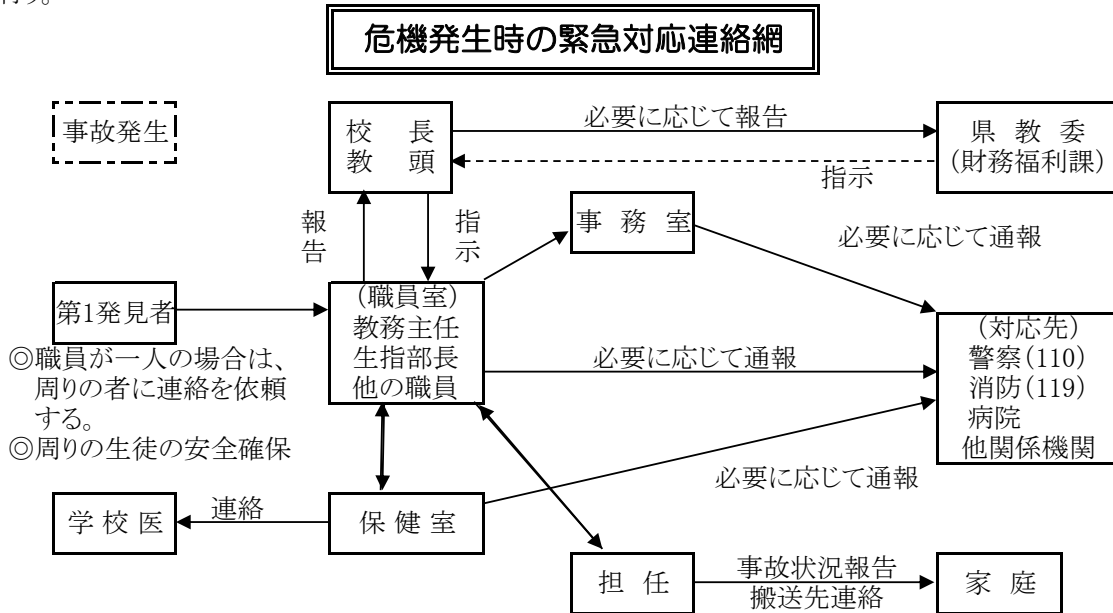 危機発生時の緊急対応連絡網
事故発生
校 長
教 頭
必要に応じて報告
県 教 委
(財務福利課)
指示
報告
指示
事 務 室
必要に応じて通報
第1発見者
(職員室)
教務主任
生指部長
他の職員
必要に応じて通報
(対応先)
警察(110)
消防(119)
病院
他関係機関
◎職員が一人の場合は、
周りの者に連絡を依頼
する。
◎周りの生徒の安全確保
必要に応じて通報
学 校 医
連絡
保 健 室
担 任
事故状況報告
搬送先連絡
家 庭